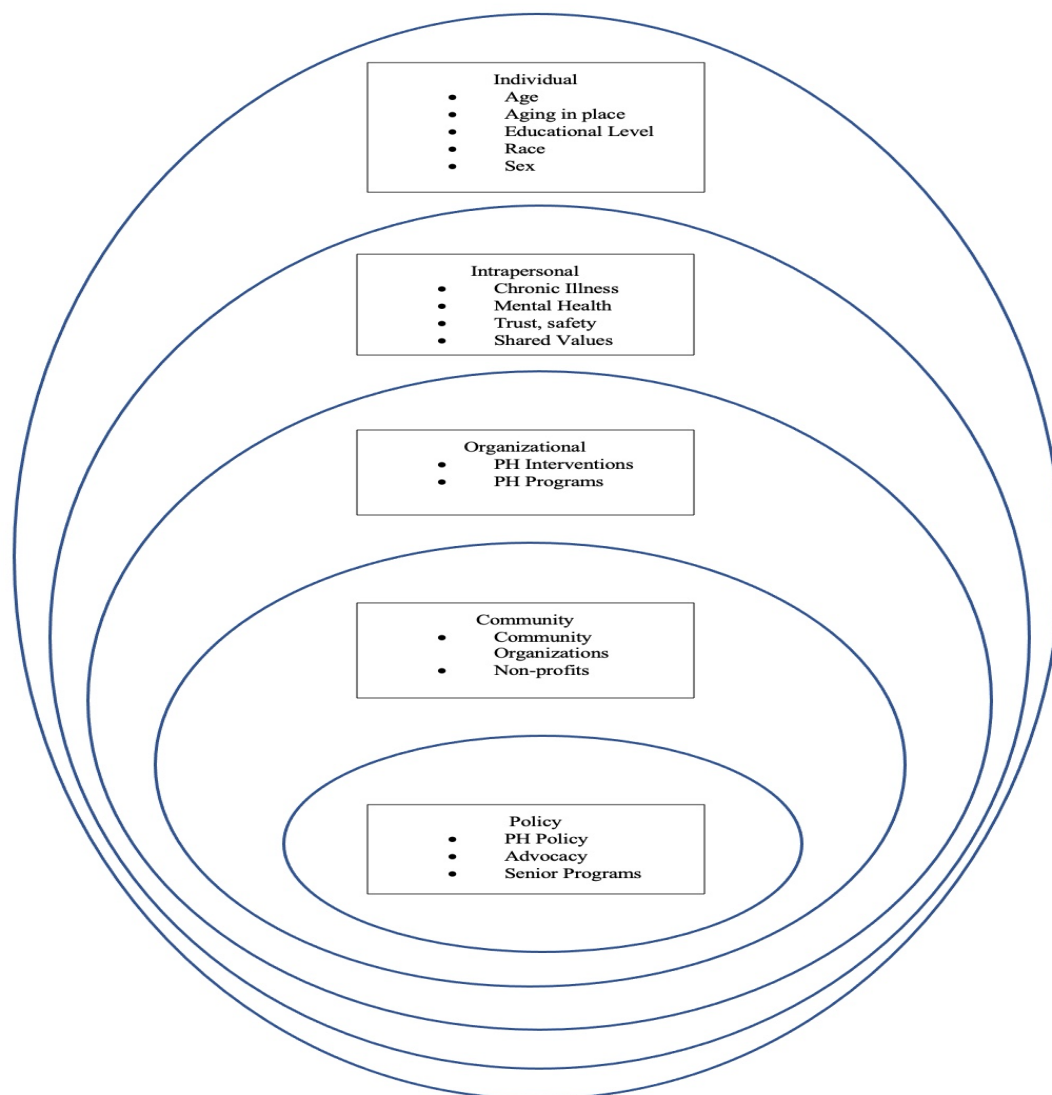 Individual
• Age
• Aging in place
• Educational Level
• Race
• Sex
Intrapersonal
• Chronic Illness
• Mental Health
• Trust, safety
• Shared Values
Organizational
• PH Interventions
• PH Programs
Community
• Community
Organizations
• Non-profits
Policy
• PH Policy
• Advocacy
• Senior Programs